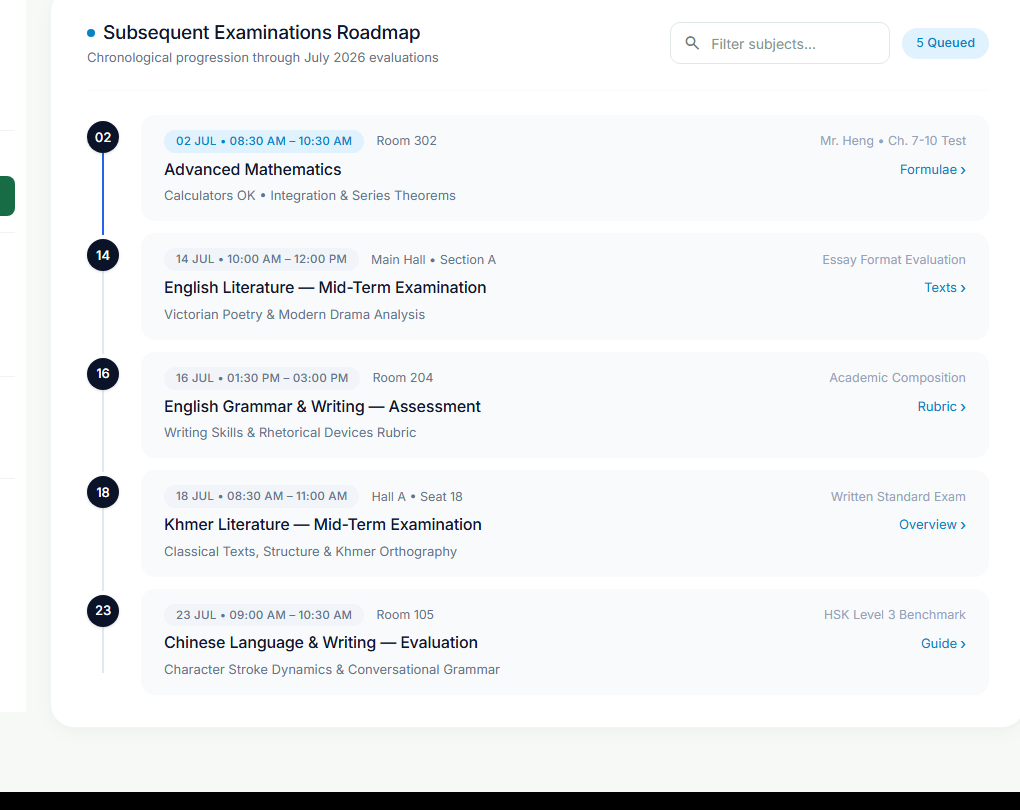 Subsequent Examinations Roadmap
Chronological progression through July 2026 evaluations
Filter subjects...
5 Queued
02
02 JUL • 08:30 AM – 10:30 AM Room 302 Mr. Heng • Ch. 7-10 Test
Advanced Mathematics Formulae ›
Calculators OK • Integration & Series Theorems
14
14 JUL • 10:00 AM – 12:00 PM Main Hall • Section A Essay Format Evaluation
English Literature — Mid-Term Examination Texts ›
Victorian Poetry & Modern Drama Analysis
16
16 JUL • 01:30 PM – 03:00 PM Room 204 Academic Composition
English Grammar & Writing — Assessment Rubric ›
Writing Skills & Rhetorical Devices Rubric
18
18 JUL • 08:30 AM – 11:00 AM Hall A • Seat 18 Written Standard Exam
Khmer Literature — Mid-Term Examination Overview ›
Classical Texts, Structure & Khmer Orthography
23
23 JUL • 09:00 AM – 10:30 AM Room 105 HSK Level 3 Benchmark
Chinese Language & Writing — Evaluation Guide ›
Character Stroke Dynamics & Conversational Grammar